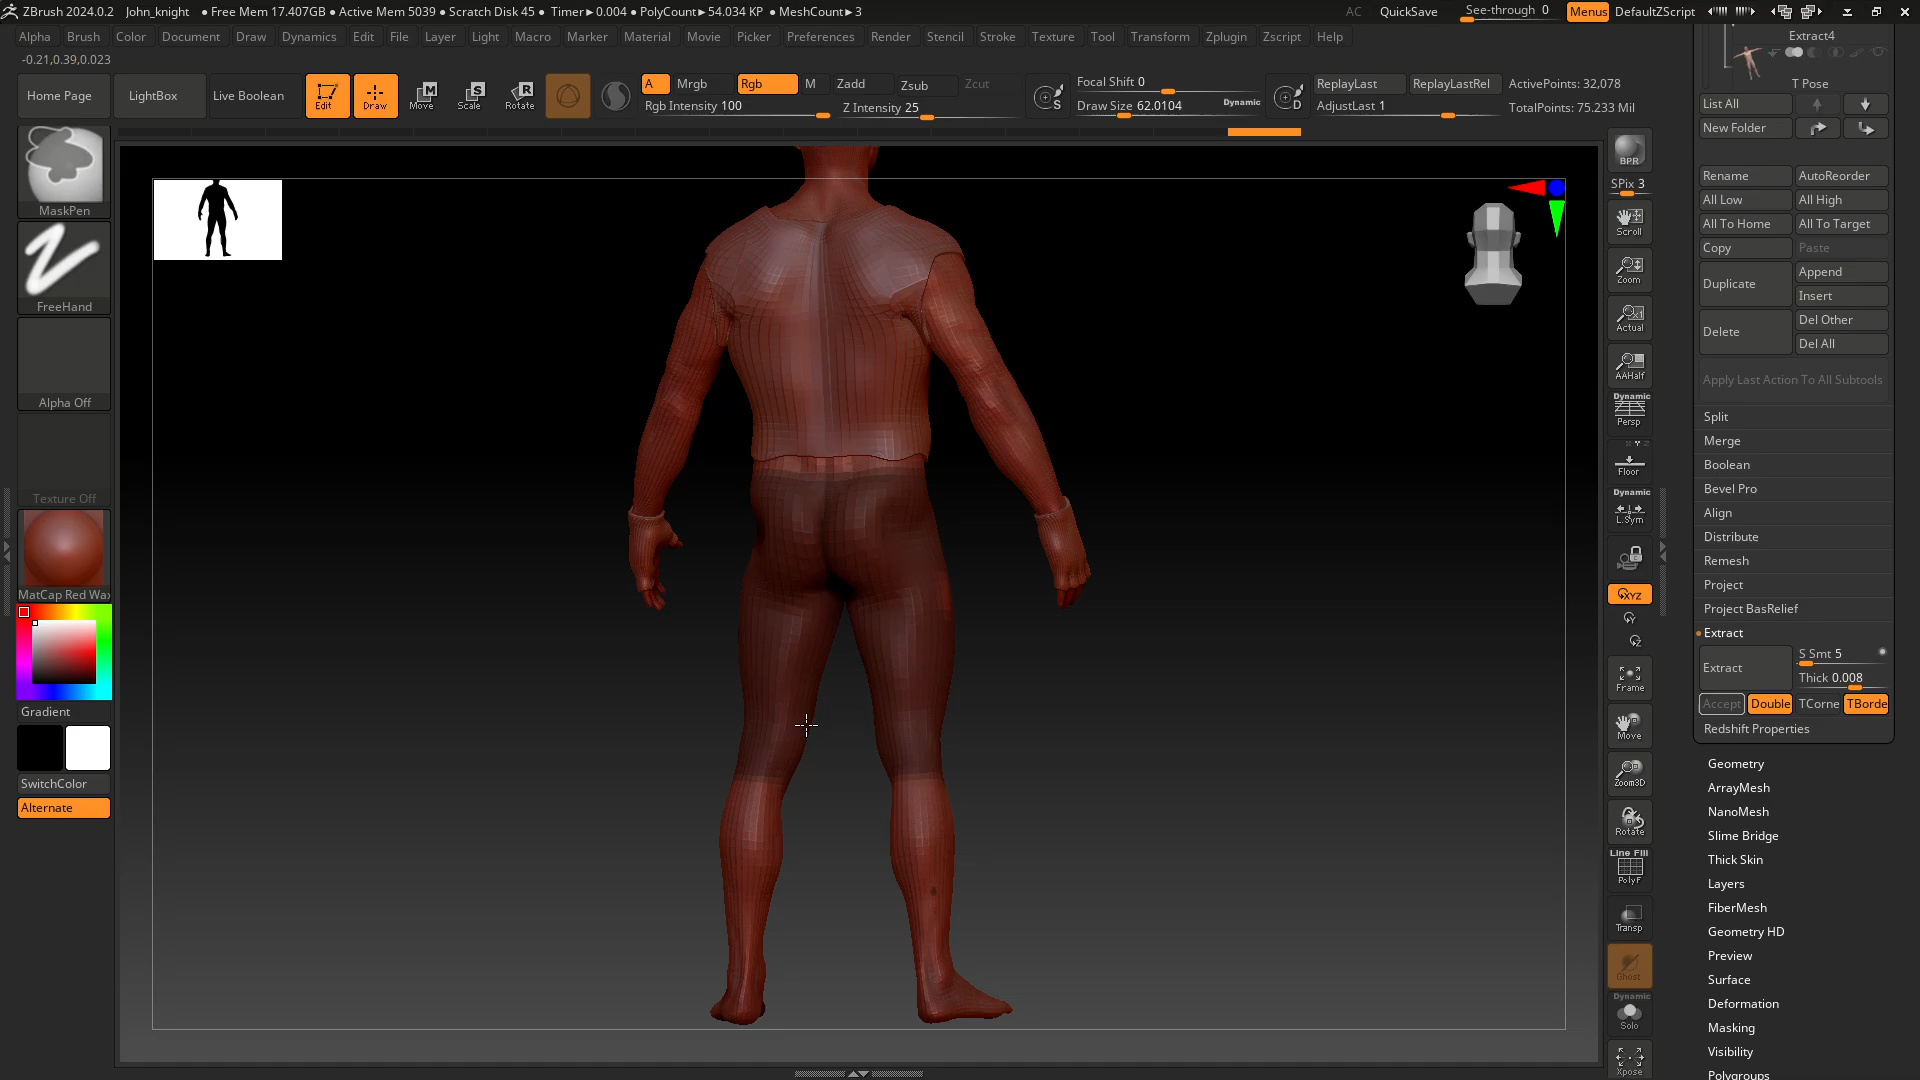 ZBrush 2024.0.2 John_knight ● Free Mem 17.407GB ● Active Mem 5039 ● Scratch Disk 45 ● Timer►0.004 ● PolyCount►54.034 KP ● MeshCount►3 AC QuickSave See-through 0 Menus DefaultZScript
Alpha Brush Color Document Draw Dynamics Edit File Layer Light Macro Marker Material Movie Picker Preferences Render Stencil Stroke Texture Tool Transform Zplugin Zscript Help
-0.21,0.39,0.023
Home Page LightBox Live Boolean Edit Draw Move Scale Rotate
A Mrgb Rgb M Zadd Zsub Zcut
Rgb Intensity 100 Z Intensity 25
Focal Shift 0
Draw Size 62.0104 Dynamic
ReplayLast ReplayLastRel ActivePoints: 32,078
AdjustLast 1 TotalPoints: 75.233 Mil
MaskPen
FreeHand
Alpha Off
Texture Off
MatCap Red Wax
Gradient
SwitchColor
Alternate
BPR
SPix 3
Scroll
Zoom
Actual
AAHalf
Dynamic
Persp
Floor
Dynamic
L.Sym
XYZ
Y
Z
Frame
Move
Zoom3D
Rotate
Line Fill
PolyF
Transp
Ghost
Dynamic
Solo
Xpose
Extract4
T Pose
List All
New Folder
Rename AutoReorder
All Low All High
All To Home All To Target
Copy Paste
Duplicate Append
Insert
Delete Del Other
Del All
Apply Last Action To All Subtools
Split
Merge
Boolean
Bevel Pro
Align
Distribute
Remesh
Project
Project BasRelief
Extract
Extract S Smt 5
Thick 0.008
Accept Double TCorne TBorde
Redshift Properties
Geometry
ArrayMesh
NanoMesh
Slime Bridge
Thick Skin
Layers
FiberMesh
Geometry HD
Preview
Surface
Deformation
Masking
Visibility
Polygroups